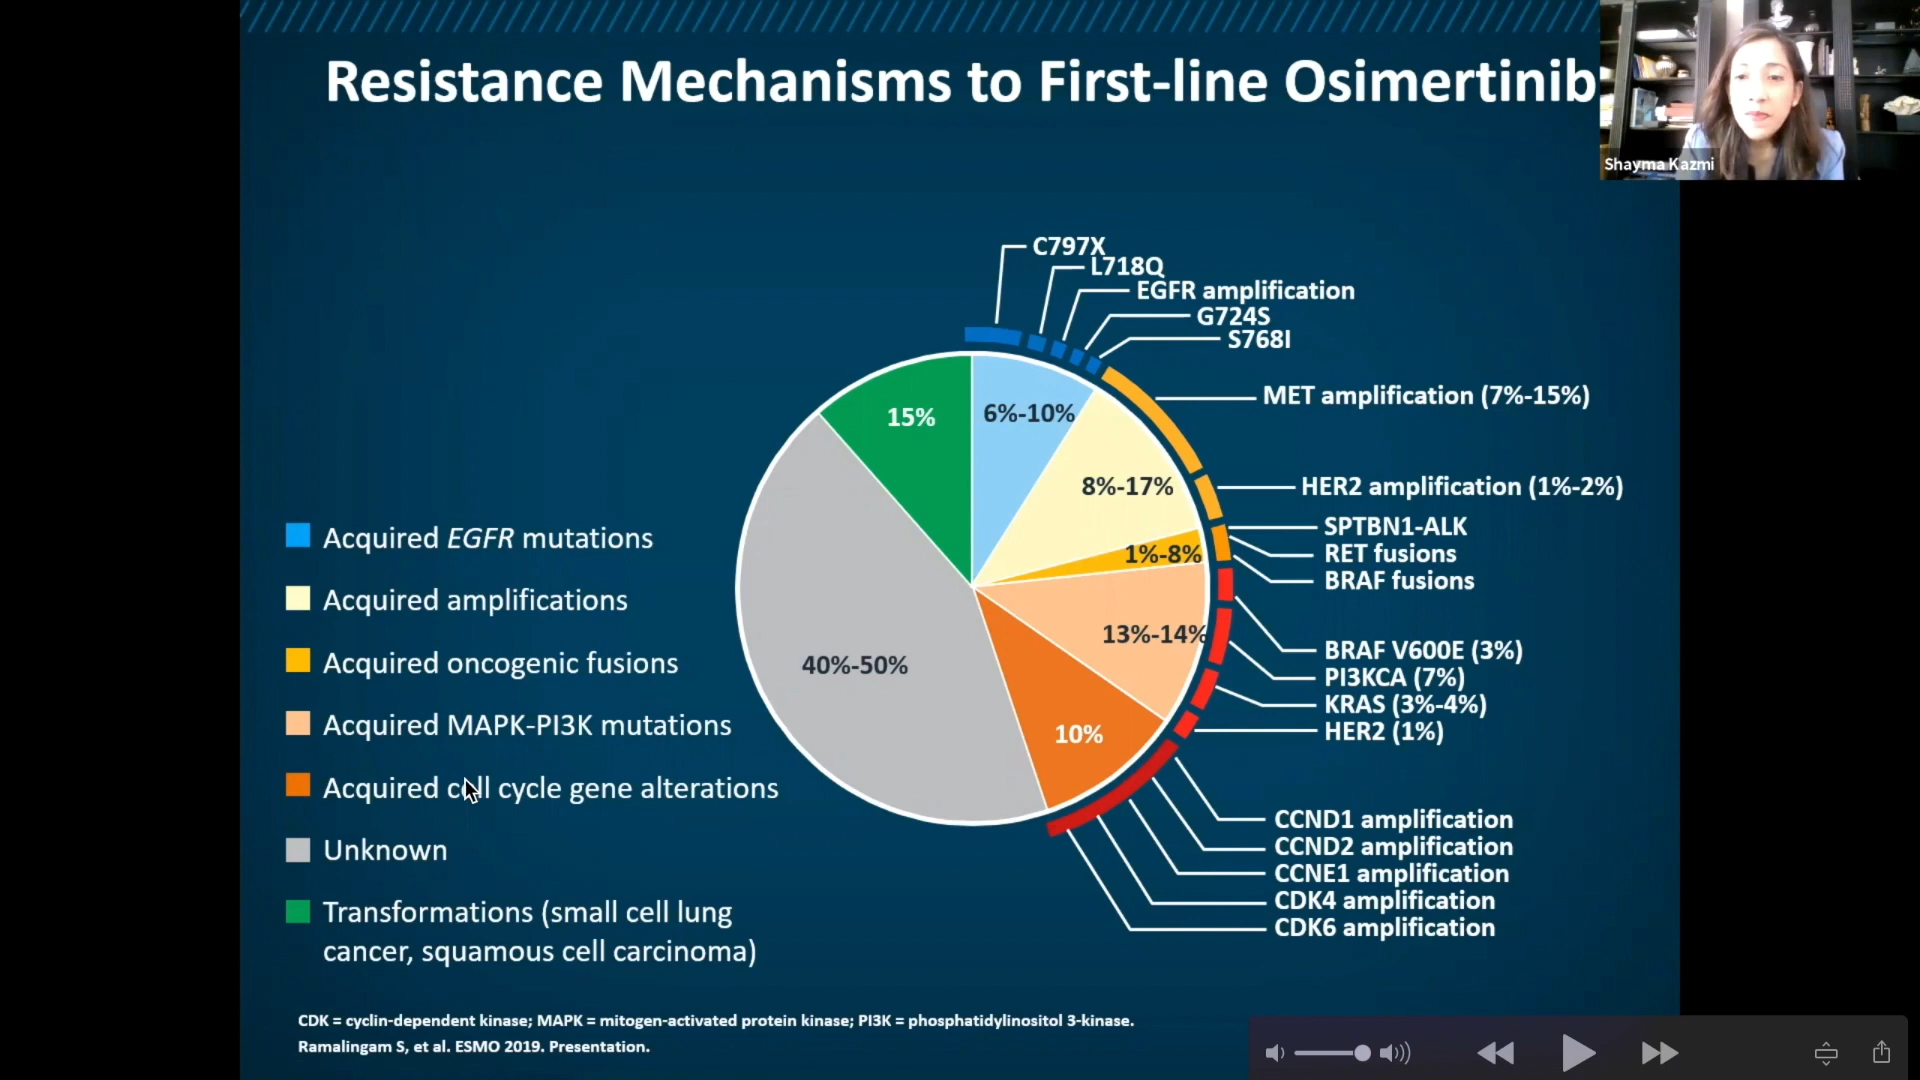 Resistance Mechanisms to First-line Osimertinib
Shayma Kazmi
C797X
L718Q
EGFR amplification
G724S
S768I
MET amplification (7%-15%)
HER2 amplification (1%-2%)
SPTBN1-ALK
RET fusions
BRAF fusions
BRAF V600E (3%)
PI3KCA (7%)
KRAS (3%-4%)
HER2 (1%)
CCND1 amplification
CCND2 amplification
CCNE1 amplification
CDK4 amplification
CDK6 amplification
15%
6%-10%
8%-17%
1%-8%
13%-14%
10%
40%-50%
Acquired EGFR mutations
Acquired amplifications
Acquired oncogenic fusions
Acquired MAPK-PI3K mutations
Acquired cell cycle gene alterations
Unknown
Transformations (small cell lung
cancer, squamous cell carcinoma)
CDK = cyclin-dependent kinase; MAPK = mitogen-activated protein kinase; PI3K = phosphatidylinositol 3-kinase.
Ramalingam S, et al. ESMO 2019. Presentation.